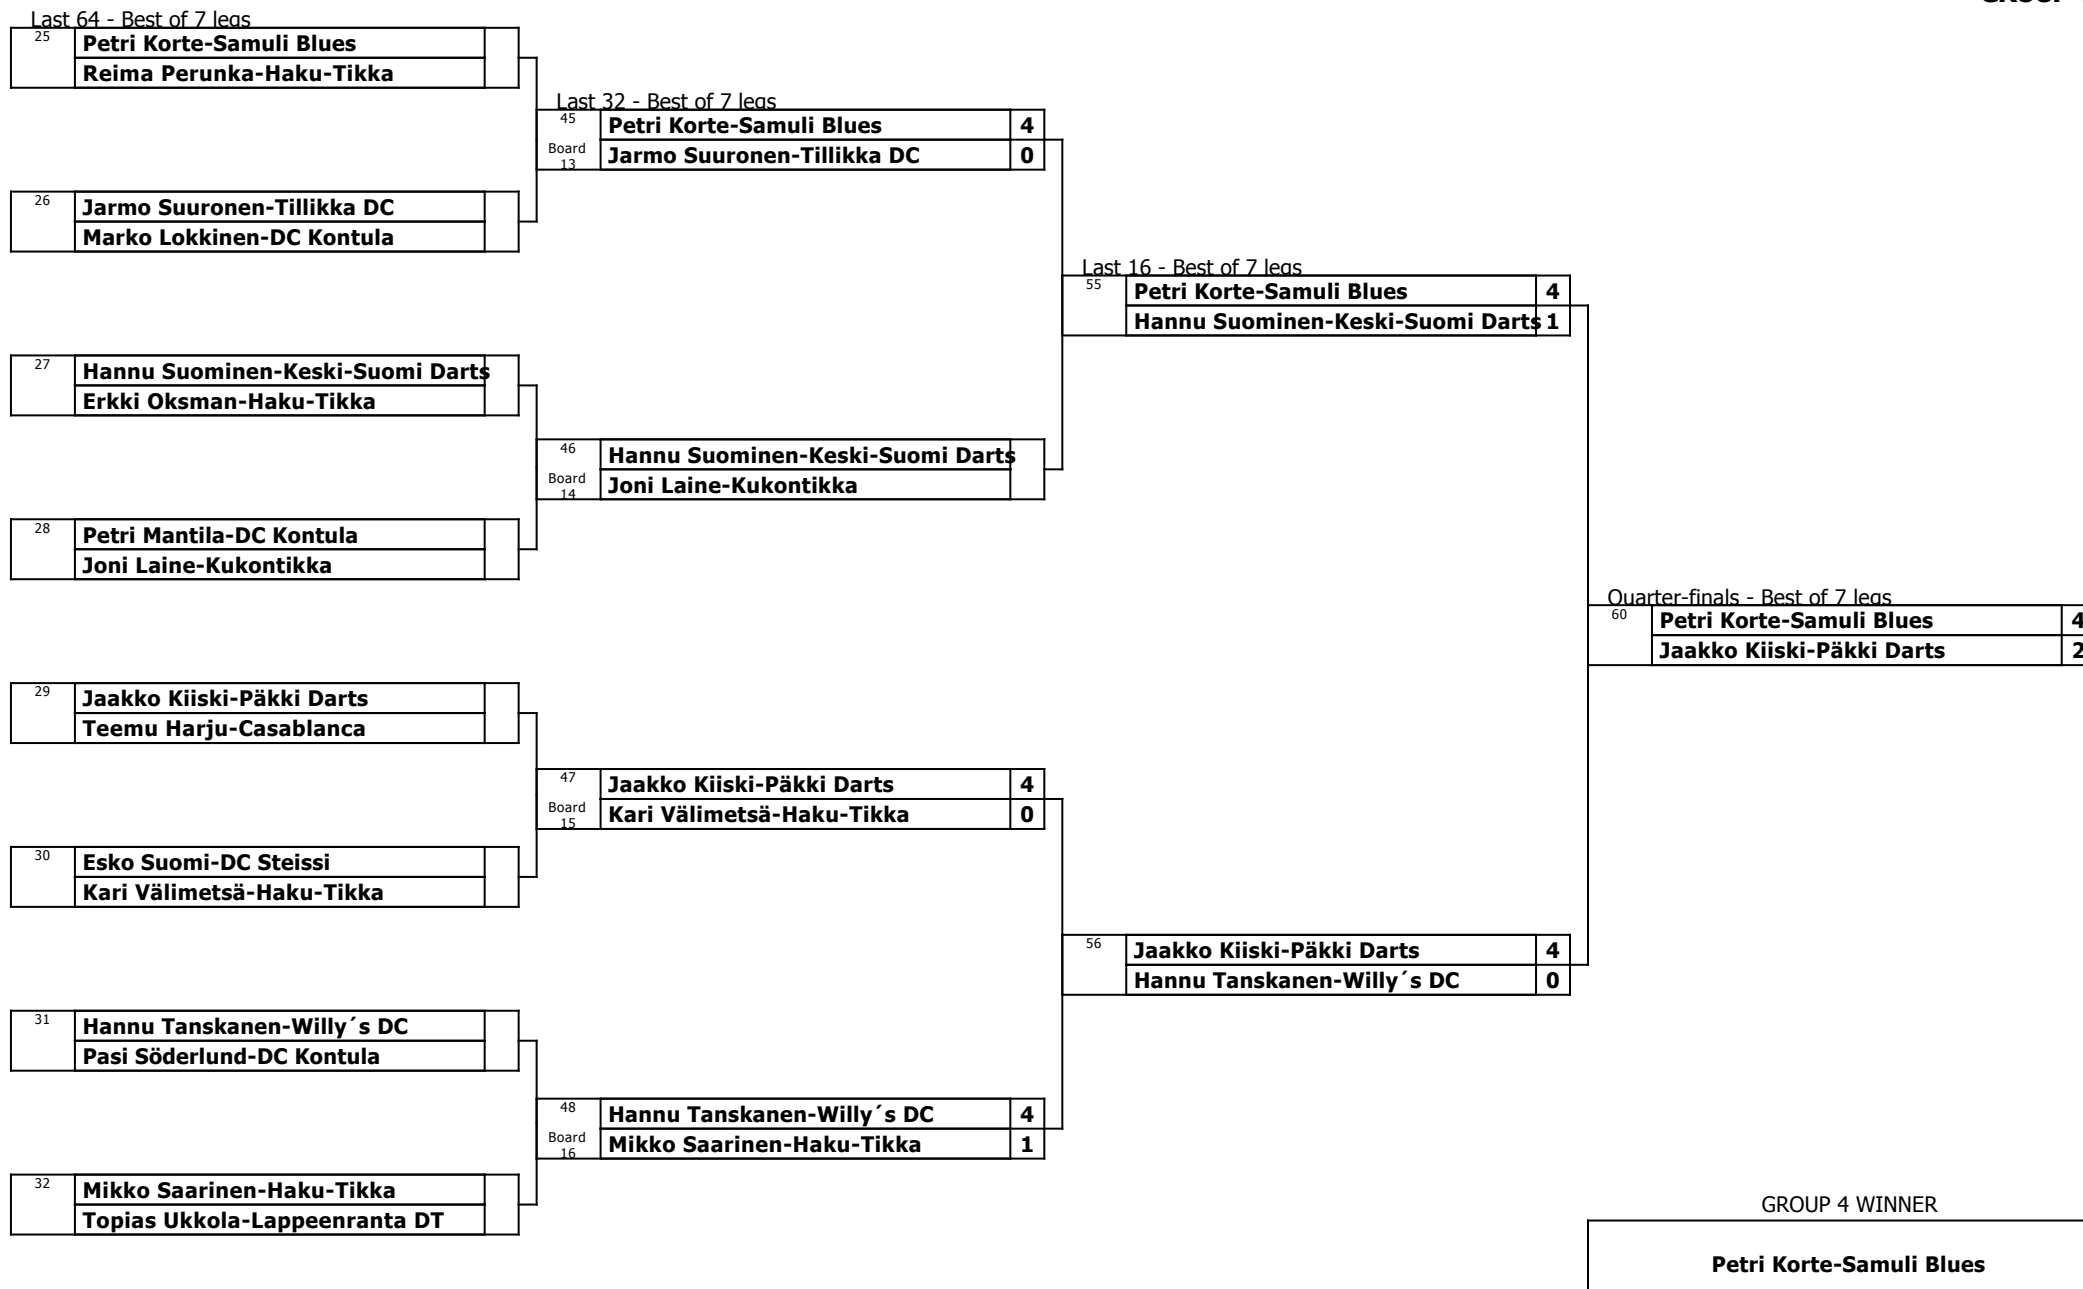 GROUP
Last 64 - Best of 7 legs
25
Petri Korte-Samuli Blues
Reima Perunka-Haku-Tikka
26
Jarmo Suuronen-Tillikka DC
Marko Lokkinen-DC Kontula
27
Hannu Suominen-Keski-Suomi Darts
Erkki Oksman-Haku-Tikka
28
Petri Mantila-DC Kontula
Joni Laine-Kukontikka
29
Jaakko Kiiski-Päkki Darts
Teemu Harju-Casablanca
30
Esko Suomi-DC Steissi
Kari Välimetsä-Haku-Tikka
31
Hannu Tanskanen-Willy´s DC
Pasi Söderlund-DC Kontula
32
Mikko Saarinen-Haku-Tikka
Topias Ukkola-Lappeenranta DT
Last 32 - Best of 7 legs
45
Board
13
Petri Korte-Samuli Blues 4
Jarmo Suuronen-Tillikka DC 0
46
Board
14
Hannu Suominen-Keski-Suomi Darts
Joni Laine-Kukontikka
47
Board
15
Jaakko Kiiski-Päkki Darts 4
Kari Välimetsä-Haku-Tikka 0
48
Board
16
Hannu Tanskanen-Willy´s DC 4
Mikko Saarinen-Haku-Tikka 1
Last 16 - Best of 7 legs
55
Petri Korte-Samuli Blues 4
Hannu Suominen-Keski-Suomi Darts 1
56
Jaakko Kiiski-Päkki Darts 4
Hannu Tanskanen-Willy´s DC 0
Quarter-finals - Best of 7 legs
60
Petri Korte-Samuli Blues 4
Jaakko Kiiski-Päkki Darts 2
GROUP 4 WINNER
Petri Korte-Samuli Blues